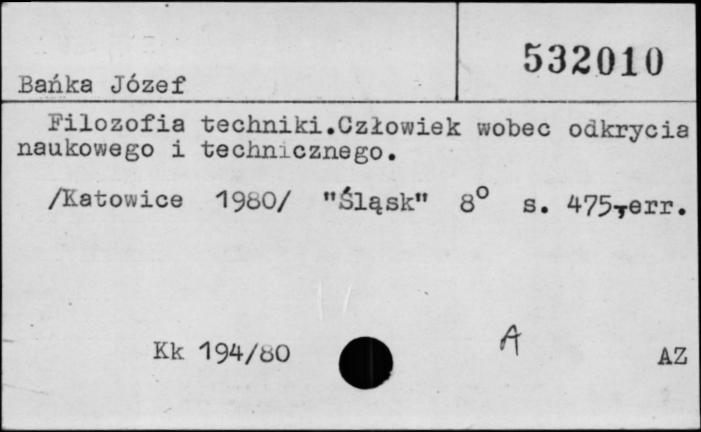 532010
Bańka Józef
Filozofia techniki.Człowiek wobec odkrycia
naukowego i technicznego.
/Katowice 1980/ "Śląsk" 8° s. 475,err.
Kk 194/80
A
AZ